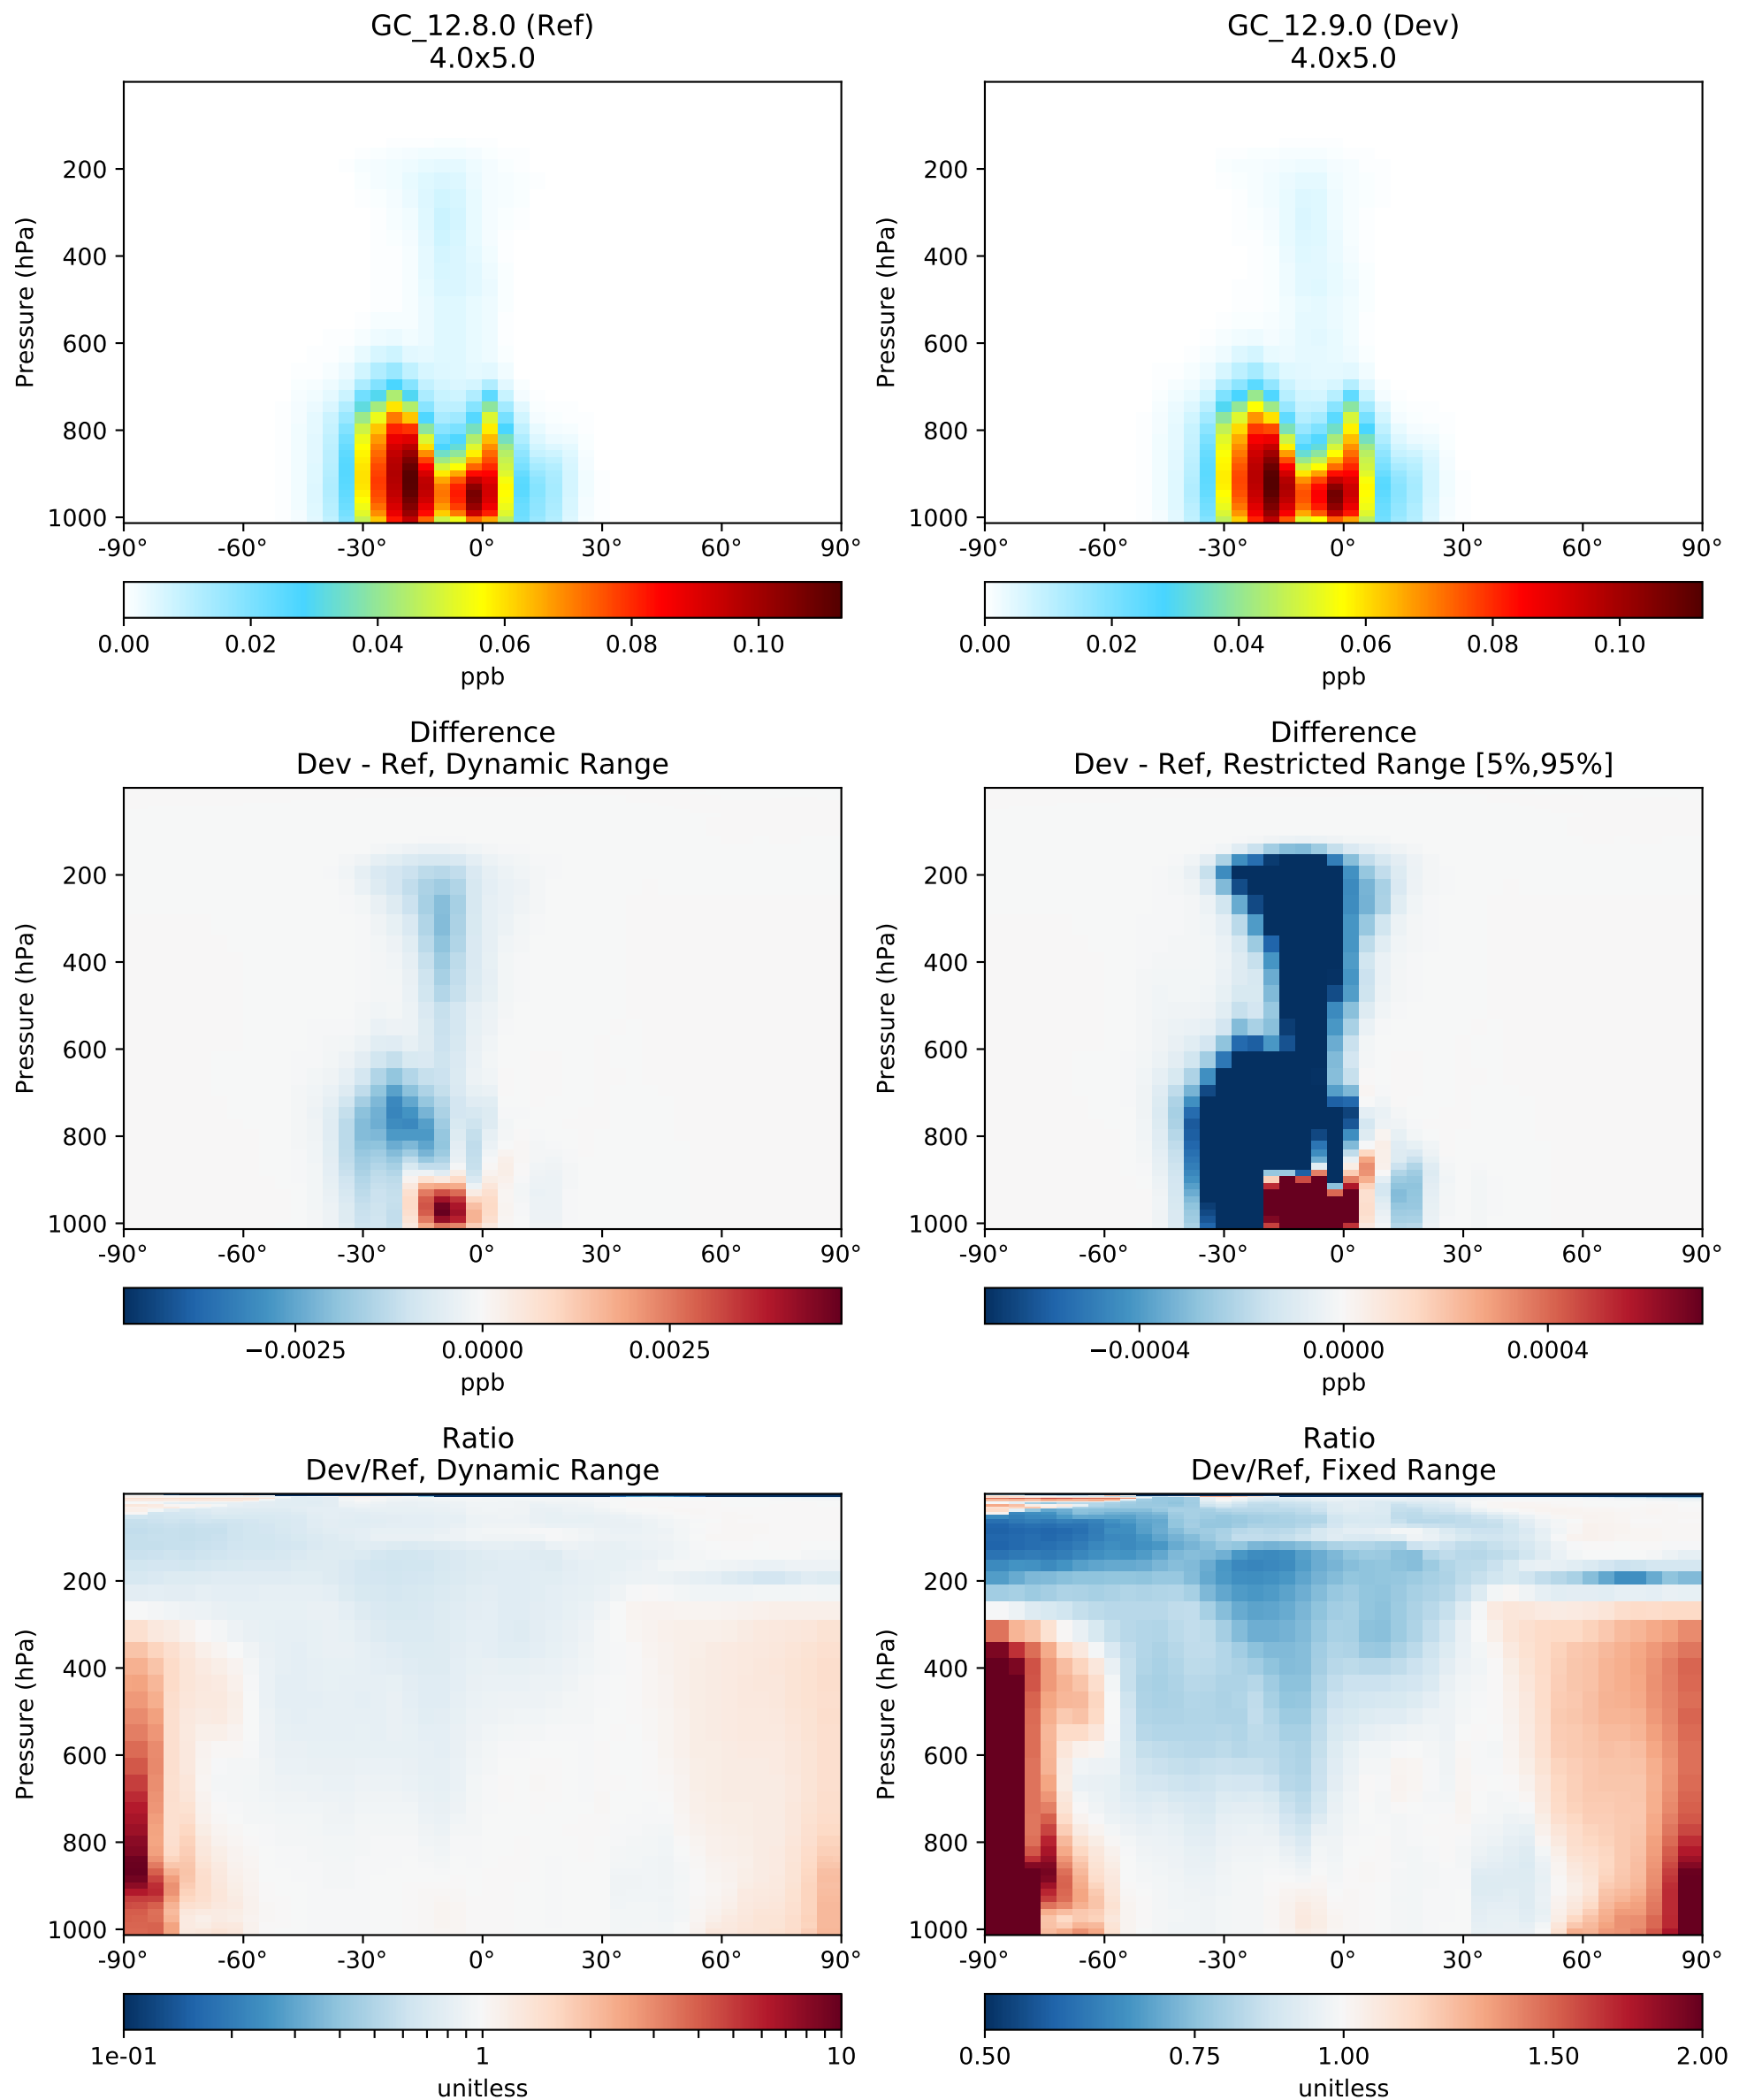 GC_12.8.0 (Ref)
4.0x5.0
Pressure (hPa)
200
400
600
800
1000
-90° -60° -30° 0° 30° 60° 90°
0.00 0.02 0.04 0.06 0.08 0.10
ppb
GC_12.9.0 (Dev)
4.0x5.0
Pressure (hPa)
200
400
600
800
1000
-90° -60° -30° 0° 30° 60° 90°
0.00 0.02 0.04 0.06 0.08 0.10
ppb
Difference
Dev - Ref, Dynamic Range
Pressure (hPa)
200
400
600
800
1000
-90° -60° -30° 0° 30° 60° 90°
−0.0025 0.0000 0.0025
ppb
Difference
Dev - Ref, Restricted Range [5%,95%]
Pressure (hPa)
200
400
600
800
1000
-90° -60° -30° 0° 30° 60° 90°
−0.0004 0.0000 0.0004
ppb
Ratio
Dev/Ref, Dynamic Range
Pressure (hPa)
200
400
600
800
1000
-90° -60° -30° 0° 30° 60° 90°
1e-01 1 10
unitless
Ratio
Dev/Ref, Fixed Range
Pressure (hPa)
200
400
600
800
1000
-90° -60° -30° 0° 30° 60° 90°
0.50 0.75 1.00 1.50 2.00
unitless